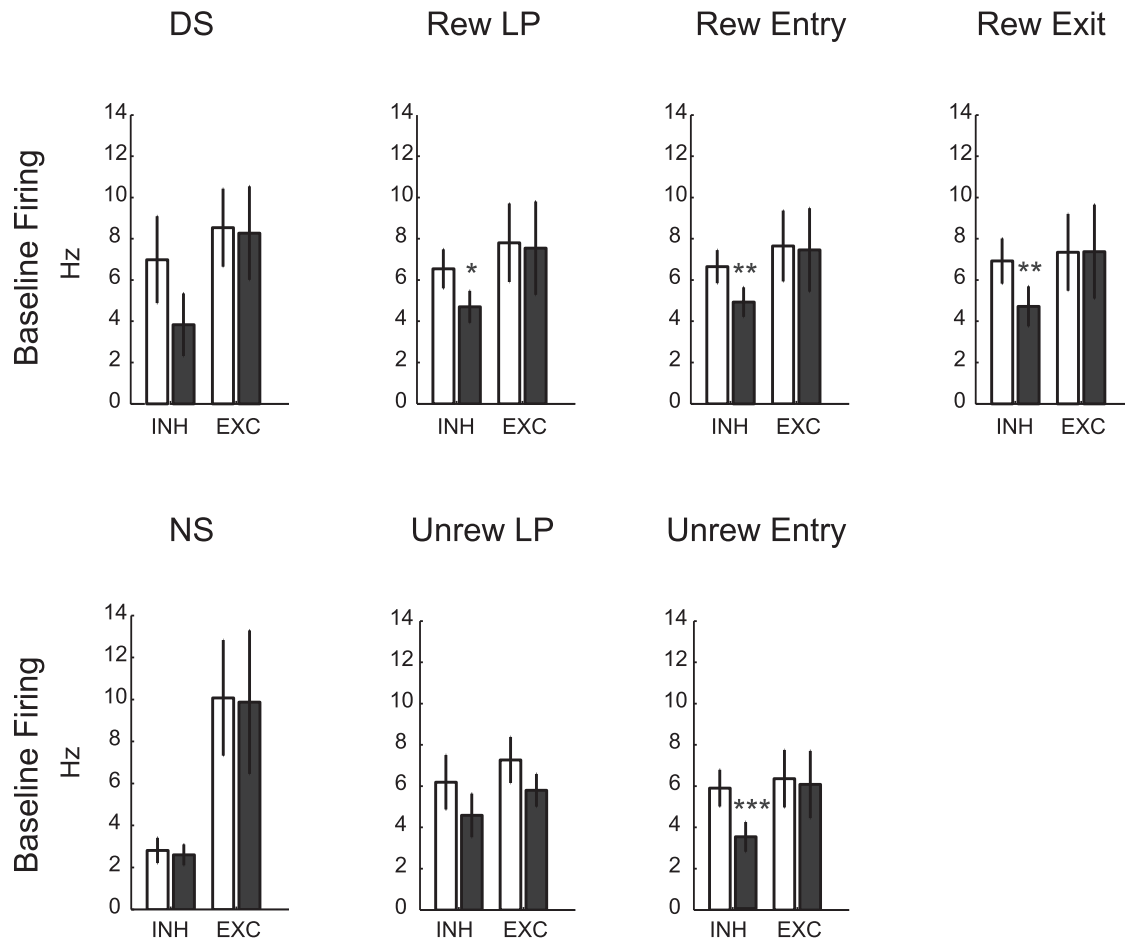 DS Rew LP Rew Entry Rew Exit
14 14 14 14
12 12 12 12
10 10 10 10
Baseline Firing
Hz
8 8 8 8
6 6 * 6 ** 6 **
4 4 4 4
2 2 2 2
0 0 0 0
INH EXC INH EXC INH EXC INH EXC
NS Unrew LP Unrew Entry
14 14 14
12 12 12
10 10 10
Baseline Firing
Hz
8 8 8
6 6 6
4 4 4 ***
2 2 2
0 0 0
INH EXC INH EXC INH EXC